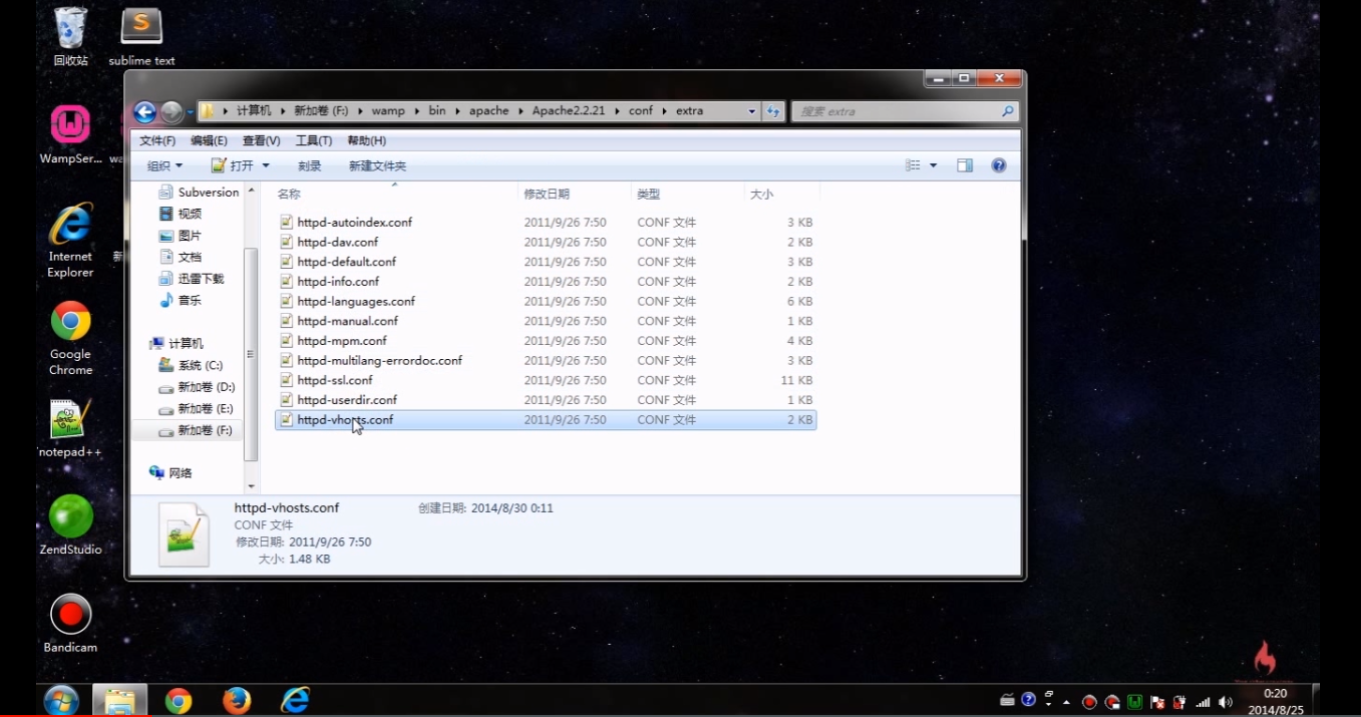 回收站
sublime text
计算机 新加卷 (F:) wamp bin apache Apache2.2.21 conf extra
搜索 extra
文件(F) 编辑(E) 查看(V) 工具(T) 帮助(H)
组织 打开 刻录 新建文件夹
WampSer...
Internet
Explorer
Google
Chrome
notepad++
ZendStudio
Bandicam
Subversion
视频
图片
文档
迅雷下载
音乐
计算机
系统 (C:)
新加卷 (D:)
新加卷 (E:)
新加卷 (F:)
网络
名称 修改日期 类型 大小
httpd-autoindex.conf 2011/9/26 7:50 CONF 文件 3 KB
httpd-dav.conf 2011/9/26 7:50 CONF 文件 2 KB
httpd-default.conf 2011/9/26 7:50 CONF 文件 3 KB
httpd-info.conf 2011/9/26 7:50 CONF 文件 2 KB
httpd-languages.conf 2011/9/26 7:50 CONF 文件 6 KB
httpd-manual.conf 2011/9/26 7:50 CONF 文件 1 KB
httpd-mpm.conf 2011/9/26 7:50 CONF 文件 4 KB
httpd-multilang-errordoc.conf 2011/9/26 7:50 CONF 文件 3 KB
httpd-ssl.conf 2011/9/26 7:50 CONF 文件 11 KB
httpd-userdir.conf 2011/9/26 7:50 CONF 文件 1 KB
httpd-vhosts.conf 2011/9/26 7:50 CONF 文件 2 KB
httpd-vhosts.conf 创建日期: 2014/8/30 0:11
CONF 文件
修改日期: 2011/9/26 7:50
大小: 1.48 KB
0:20
2014/8/25